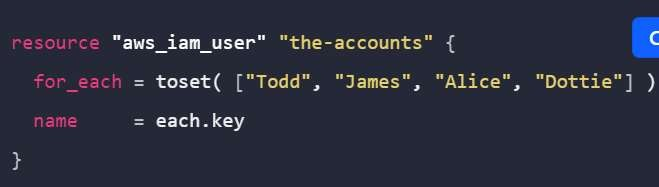 resource "aws_iam_user" "the-accounts" {
  for_each = toset( ["Todd", "James", "Alice", "Dottie"] )
  name     = each.key
}